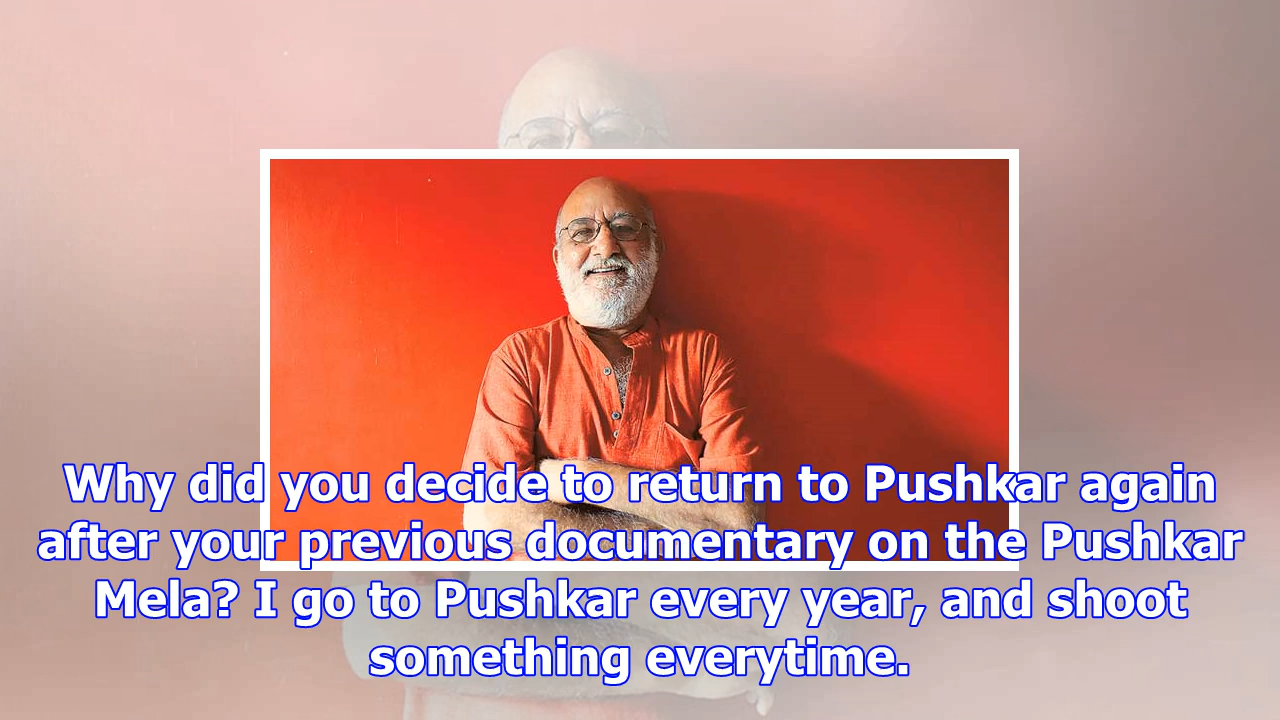 Why did you decide to return to Pushkar again
after your previous documentary on the Pushkar
Mela? I go to Pushkar every year, and shoot
something everytime.